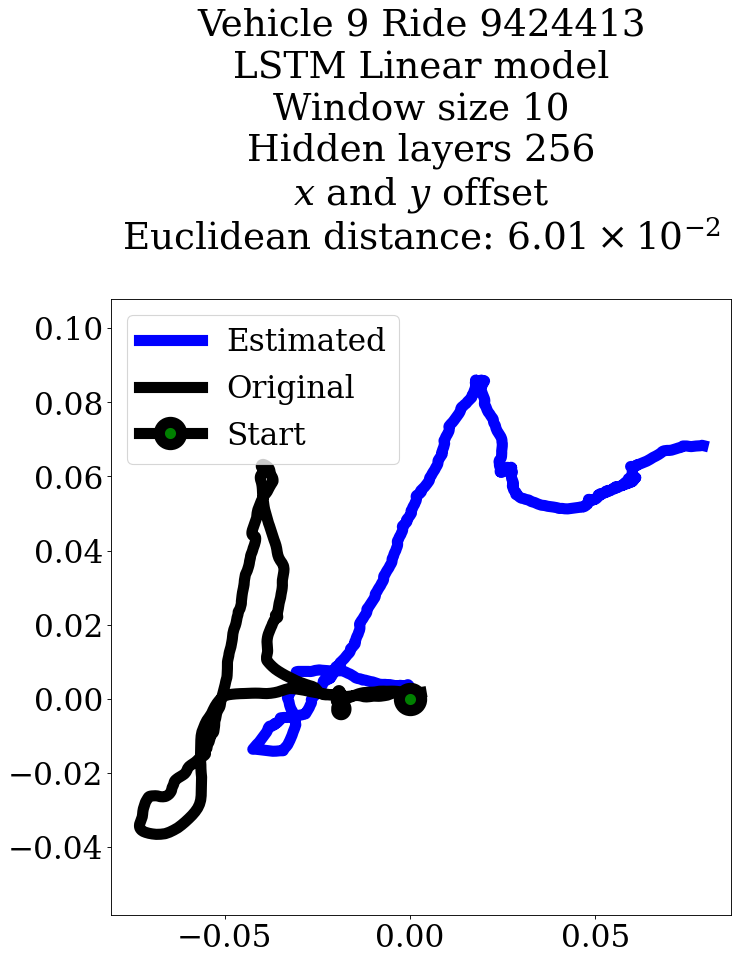 Vehicle 9 Ride 9424413
LSTM Linear model
Window size 10
Hidden layers 256
x and y offset
Euclidean distance: 6.01 × 10⁻²
Estimated
Original
Start
0.10
0.08
0.06
0.04
0.02
0.00
−0.02
−0.04
−0.05 0.00 0.05